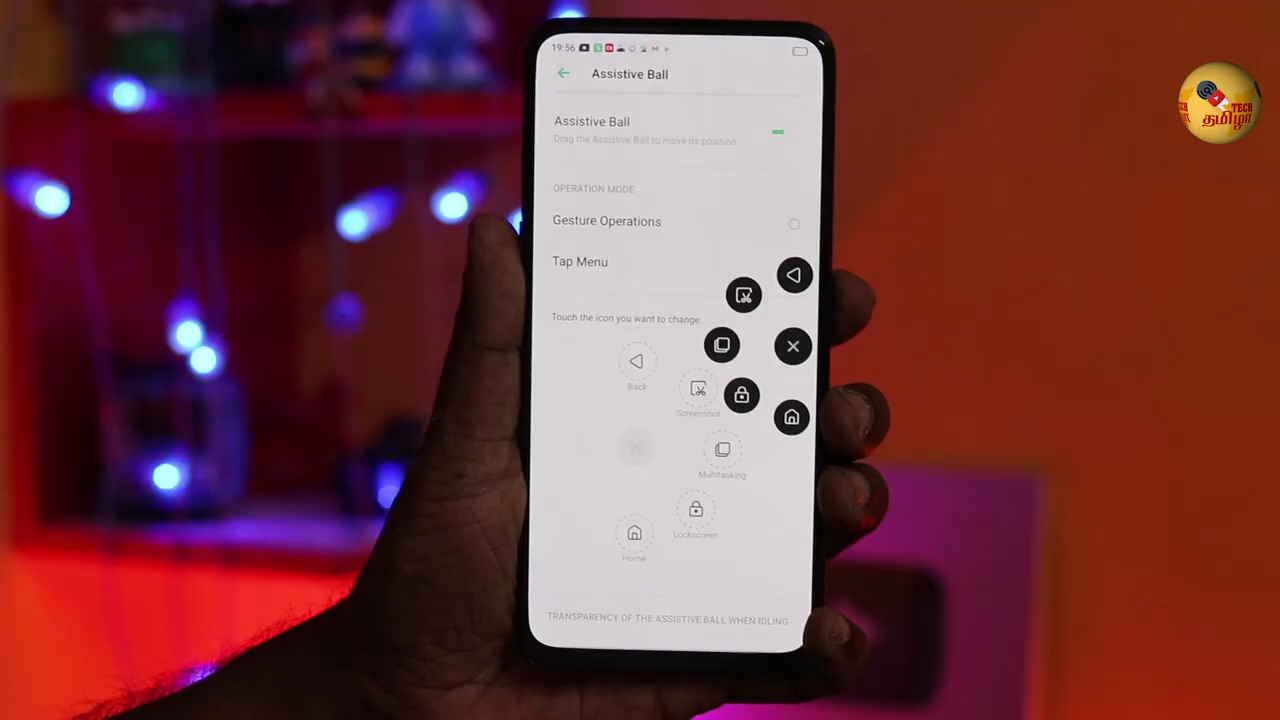 19:56
Assistive Ball
Assistive Ball
Drag the Assistive Ball to move its position.
OPERATION MODE
Gesture Operations
Tap Menu
Touch the icon you want to change:
Back
Screenshot
Multitasking
Lockscreen
Home
TRANSPARENCY OF THE ASSISTIVE BALL WHEN IDLING
TECH TECH
தமிழா